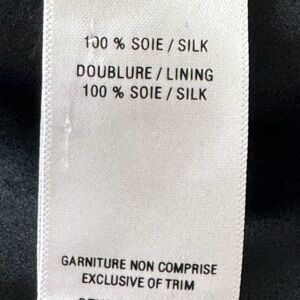 100 % SOIE / SILK
DOUBLURE / LINING
100 % SOIE / SILK
GARNITURE NON COMPRISE
EXCLUSIVE OF TRIM